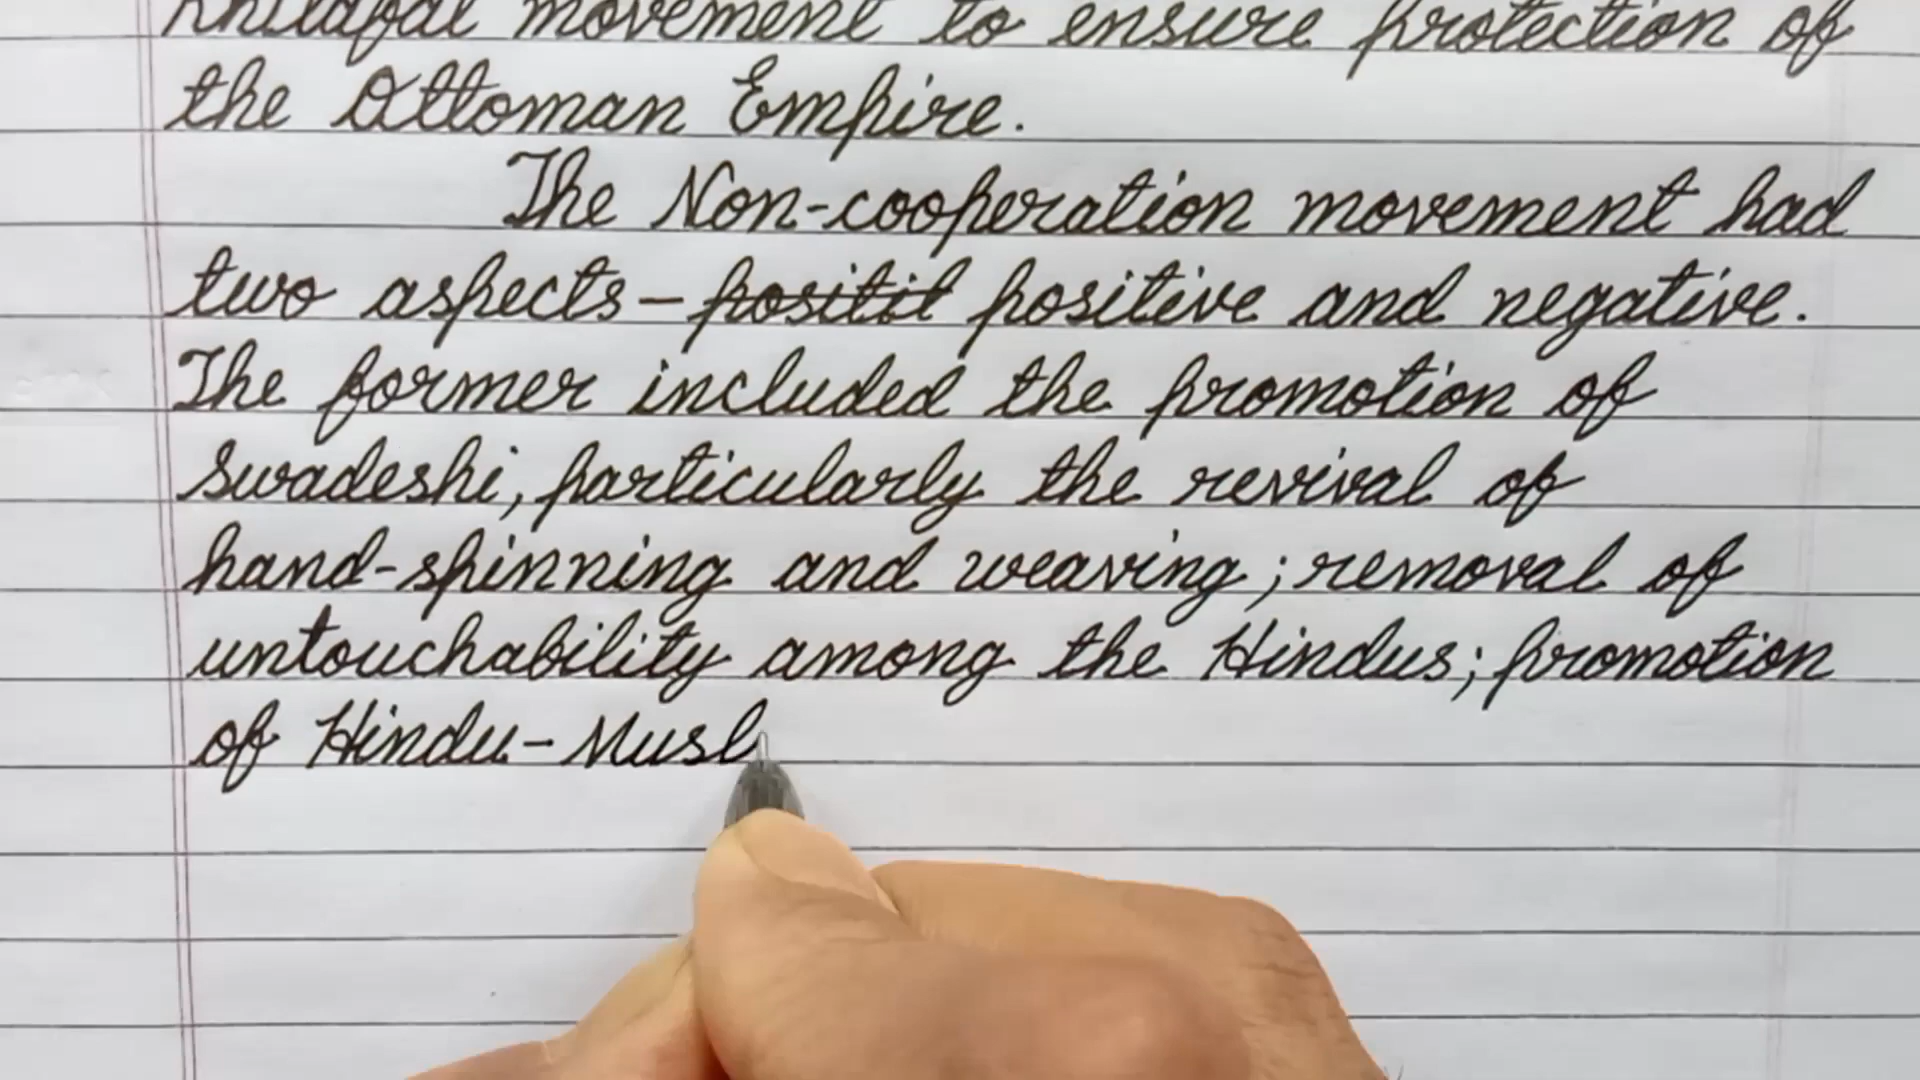 Khilafat movement to ensure protection of
the Ottoman Empire.
The Non-cooperation movement had
two aspects – positit positive and negative.
The former included the promotion of
Swadeshi, particularly the revival of
hand-spinning and weaving; removal of
untouchability among the Hindus; promotion
of Hindu-Musl